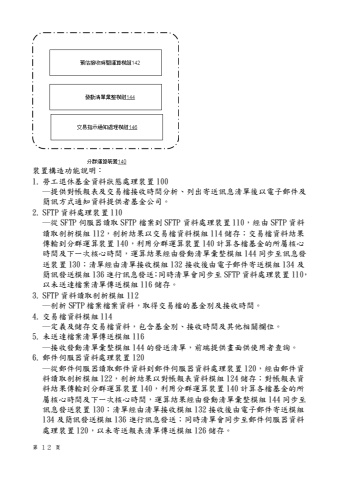 預估接收時間運算模組142
發動清單彙整模組144
交易指示通知處理模組146
分群運算裝置140
裝置構造功能說明：
1. 勞工退休基金資料狀態處理裝置 100
—提供對帳報表及交易檔接收時間分析、列出寄送訊息清單後以電子郵件及
簡訊方式通知資料提供者基金公司。
2. SFTP 資料處理裝置 110
—從 SFTP 伺服器讀取 SFTP 檔案到 SFTP 資料處理裝置 110，經由 SFTP 資料
讀取剖析模組 112，剖析結果以交易檔資料模組 114 儲存；交易檔資料結果
傳輸到分群運算裝置 140，利用分群運算裝置 140 計算各檔基金的所屬核心
時間及下一次核心時間，運算結果經由發動清單彙整模組 144 同步至訊息發
送裝置 130；清單經由清單接收模組 132 接收後由電子郵件寄送模組 134 及
簡訊發送模組 136 進行訊息發送；同時清單會同步至 SFTP 資料處理裝置 110，
以未送達檔案清單傳送模組 116 儲存。
3. SFTP 資料讀取剖析模組 112
—剖析 SFTP 檔案檔案資料，取得交易檔的基金別及接收時間。
4. 交易檔資料模組 114
—定義及儲存交易檔資料，包含基金別、接收時間及其他相關欄位。
5. 未送達檔案清單傳送模組 116
—接收發動清單彙整模組 144 的發送清單，前端提供畫面供使用者查詢。
6. 郵件伺服器資料處理裝置 120
—從郵件伺服器讀取郵件資料到郵件伺服器資料處理裝置 120，經由郵件資
料讀取剖析模組 122，剖析結果以對帳報表資料模組 124 儲存；對帳報表資
料結果傳輸到分群運算裝置 140，利用分群運算裝置 140 計算各檔基金的所
屬核心時間及下一次核心時間，運算結果經由發動清單彙整模組 144 同步至
訊息發送裝置 130；清單經由清單接收模組 132 接收後由電子郵件寄送模組
134 及簡訊發送模組 136 進行訊息發送；同時清單會同步至郵件伺服器資料
處理裝置 120，以未寄送報表清單傳送模組 126 儲存。
第 12 頁